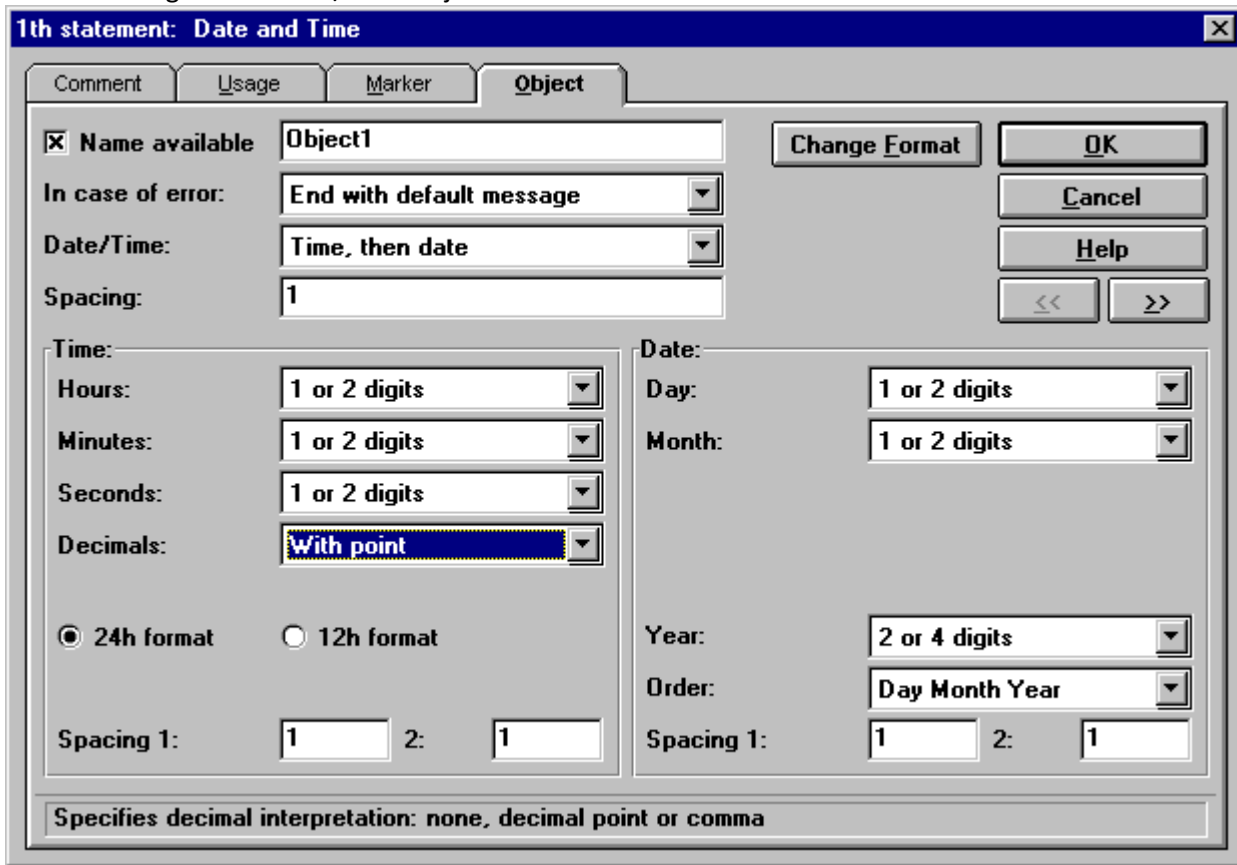 1th statement: Date and Time
Comment Usage Marker Object
Name available Object1 Change Format OK
In case of error: End with default message Cancel
Date/Time: Time, then date Help
Spacing: 1 << >>
Time: Date:
Hours: 1 or 2 digits Day: 1 or 2 digits
Minutes: 1 or 2 digits Month: 1 or 2 digits
Seconds: 1 or 2 digits
Decimals: With point
24h format 12h format Year: 2 or 4 digits
Order: Day Month Year
Spacing 1: 1 2: 1 Spacing 1: 1 2: 1
Specifies decimal interpretation: none, decimal point or comma